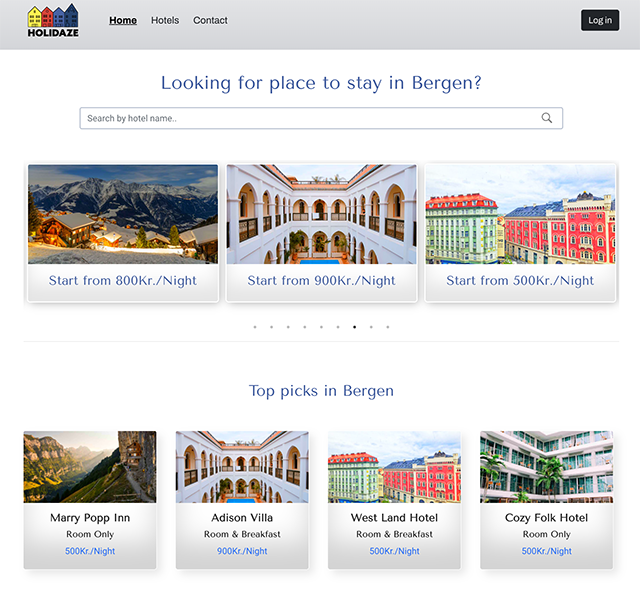 HOLIDAZE
Home Hotels Contact Log in
Looking for place to stay in Bergen?
Search by hotel name..
Start from 800Kr./Night Start from 900Kr./Night Start from 500Kr./Night
Top picks in Bergen
Marry Popp Inn Adison Villa West Land Hotel Cozy Folk Hotel
Room Only Room & Breakfast Room & Breakfast Room Only
500Kr./Night 900Kr./Night 500Kr./Night 500Kr./Night